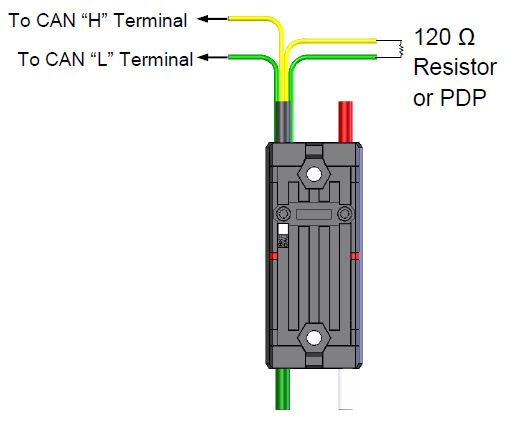 To CAN “H” Terminal
To CAN “L” Terminal
120 Ω
Resistor
or PDP